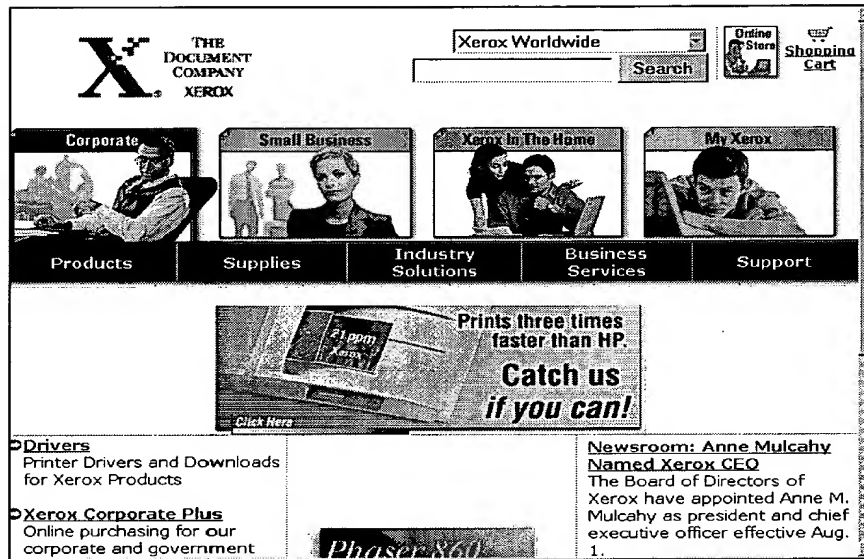 THE
DOCUMENT
COMPANY
XEROX
Xerox Worldwide
Search
Online
Store
Shopping
Cart
Corporate
Small Business
Xerox In The Home
My Xerox
Products
Supplies
Industry
Solutions
Business
Services
Support
Prints three times
faster than HP.
21 ppm
Xerox
Catch us
if you can!
Click Here
Drivers
Printer Drivers and Downloads
for Xerox Products
Xerox Corporate Plus
Online purchasing for our
corporate and government
Phaser 860
Newsroom: Anne Mulcahy
Named Xerox CEO
The Board of Directors of
Xerox have appointed Anne M.
Mulcahy as president and chief
executive officer effective Aug.
1.